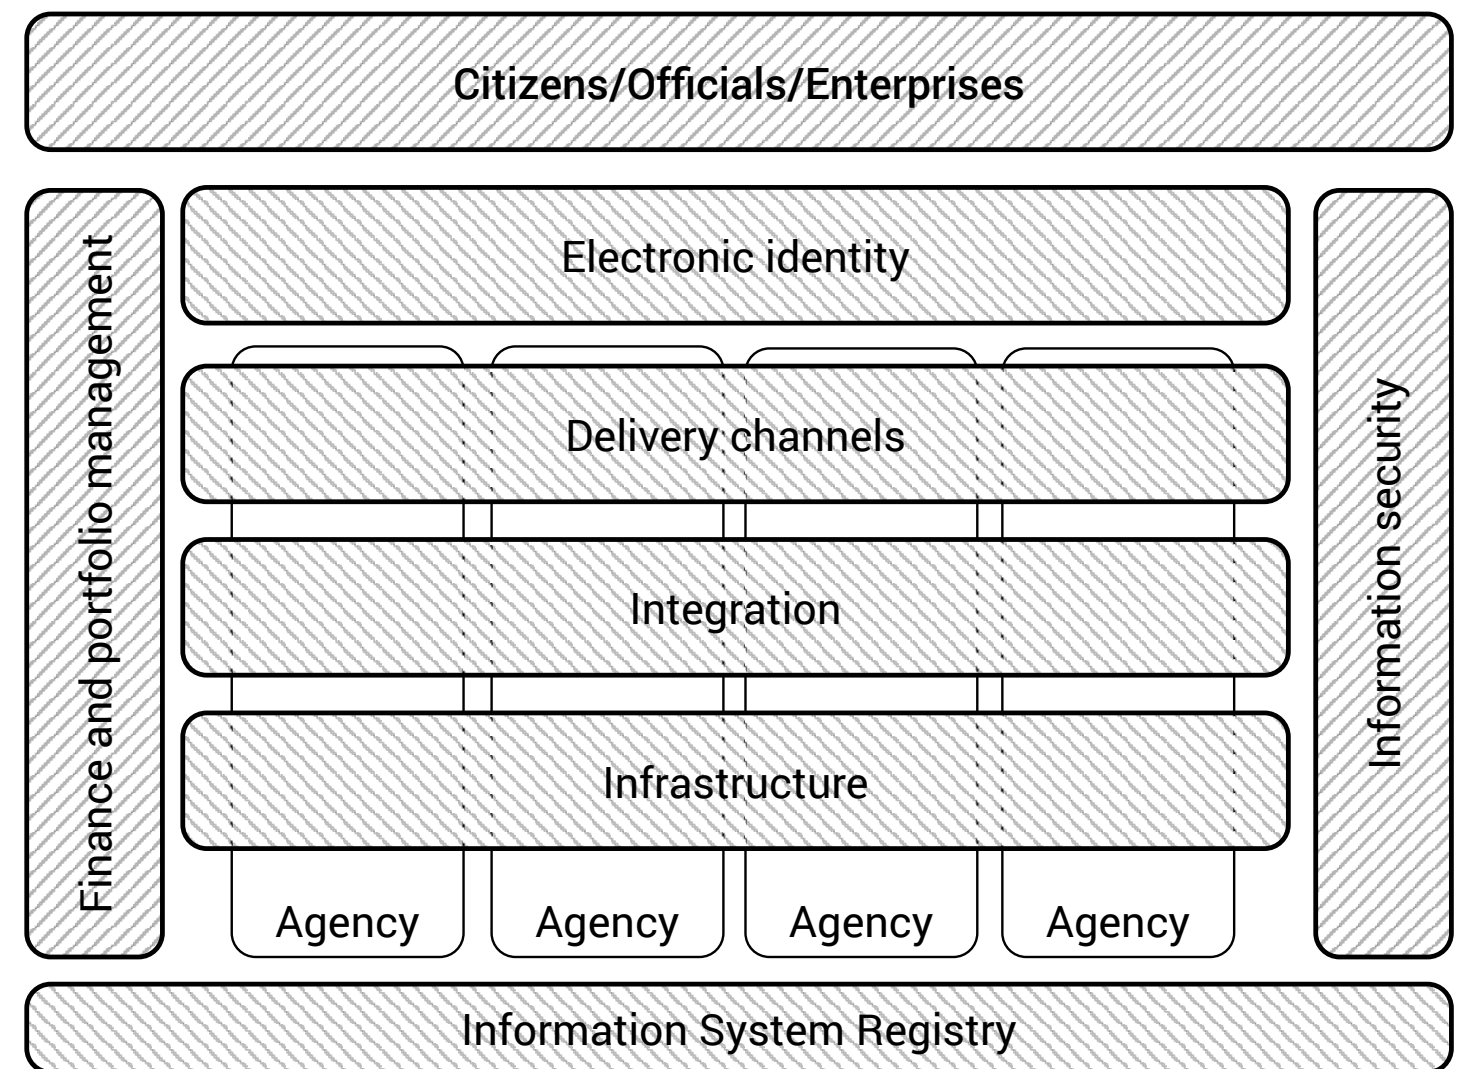 Citizens/Officials/Enterprises
Finance and portfolio management
Electronic identity
Delivery channels
Integration
Infrastructure
Agency
Agency
Agency
Agency
Information security
Information System Registry